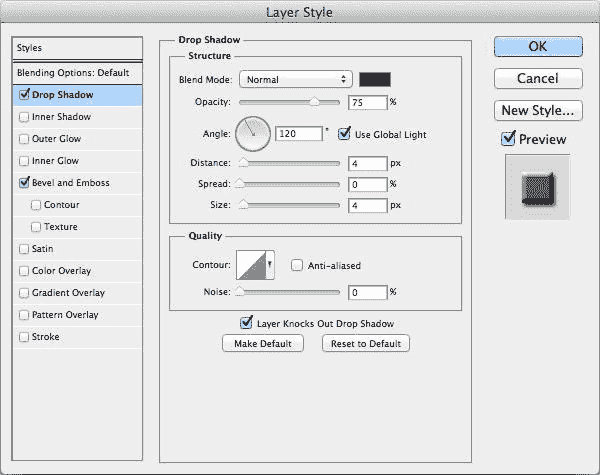 Layer Style
Styles
Blending Options: Default
Drop Shadow
Inner Shadow
Outer Glow
Inner Glow
Bevel and Emboss
Contour
Texture
Satin
Color Overlay
Gradient Overlay
Pattern Overlay
Stroke
Drop Shadow
Structure
Blend Mode: Normal
Opacity: 75 %
Angle: 120 ° Use Global Light
Distance: 4 px
Spread: 0 %
Size: 4 px
Quality
Contour: Anti-aliased
Noise: 0 %
Layer Knocks Out Drop Shadow
Make Default Reset to Default
OK
Cancel
New Style...
Preview